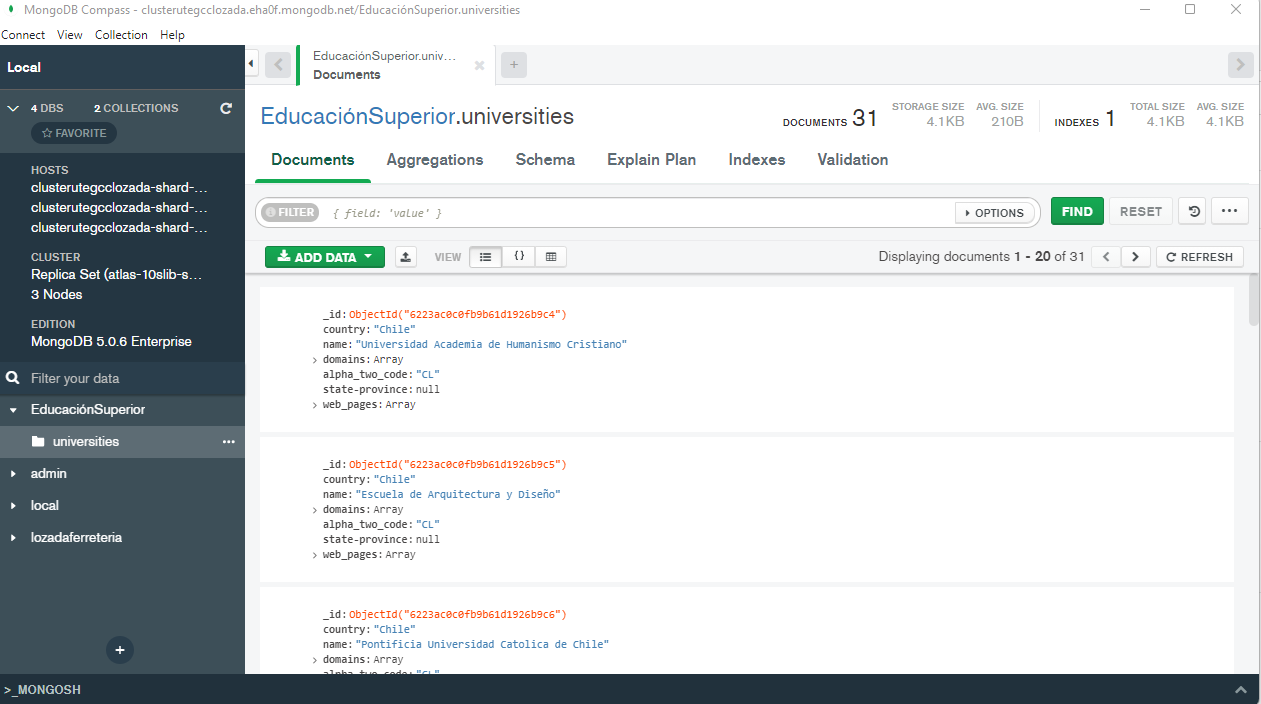 MongoDB Compass - clusterutegcclozada.eha0f.mongodb.net/EducaciónSuperior.universities
Connect View Collection Help
Local
4 DBS 2 COLLECTIONS
FAVORITE
HOSTS
clusterutegcclozada-shard-...
clusterutegcclozada-shard-...
clusterutegcclozada-shard-...
CLUSTER
Replica Set (atlas-10slib-s...
3 Nodes
EDITION
MongoDB 5.0.6 Enterprise
Filter your data
EducaciónSuperior
universities
admin
local
lozadaferreteria
>_MONGOSH
EducaciónSuperior.univ...
Documents
EducaciónSuperior.universities
DOCUMENTS 31
STORAGE SIZE
4.1KB
AVG. SIZE
210B
INDEXES 1
TOTAL SIZE
4.1KB
AVG. SIZE
4.1KB
Documents Aggregations Schema Explain Plan Indexes Validation
FILTER { field: 'value' } OPTIONS FIND RESET
ADD DATA VIEW {} Displaying documents 1 - 20 of 31 REFRESH
_id: ObjectId("6223ac0c0fb9b61d1926b9c4")
country: "Chile"
name: "Universidad Academia de Humanismo Cristiano"
domains: Array
alpha_two_code: "CL"
state-province: null
web_pages: Array
_id: ObjectId("6223ac0c0fb9b61d1926b9c5")
country: "Chile"
name: "Escuela de Arquitectura y Diseño"
domains: Array
alpha_two_code: "CL"
state-province: null
web_pages: Array
_id: ObjectId("6223ac0c0fb9b61d1926b9c6")
country: "Chile"
name: "Pontificia Universidad Catolica de Chile"
domains: Array
alpha_two_code: "CL"